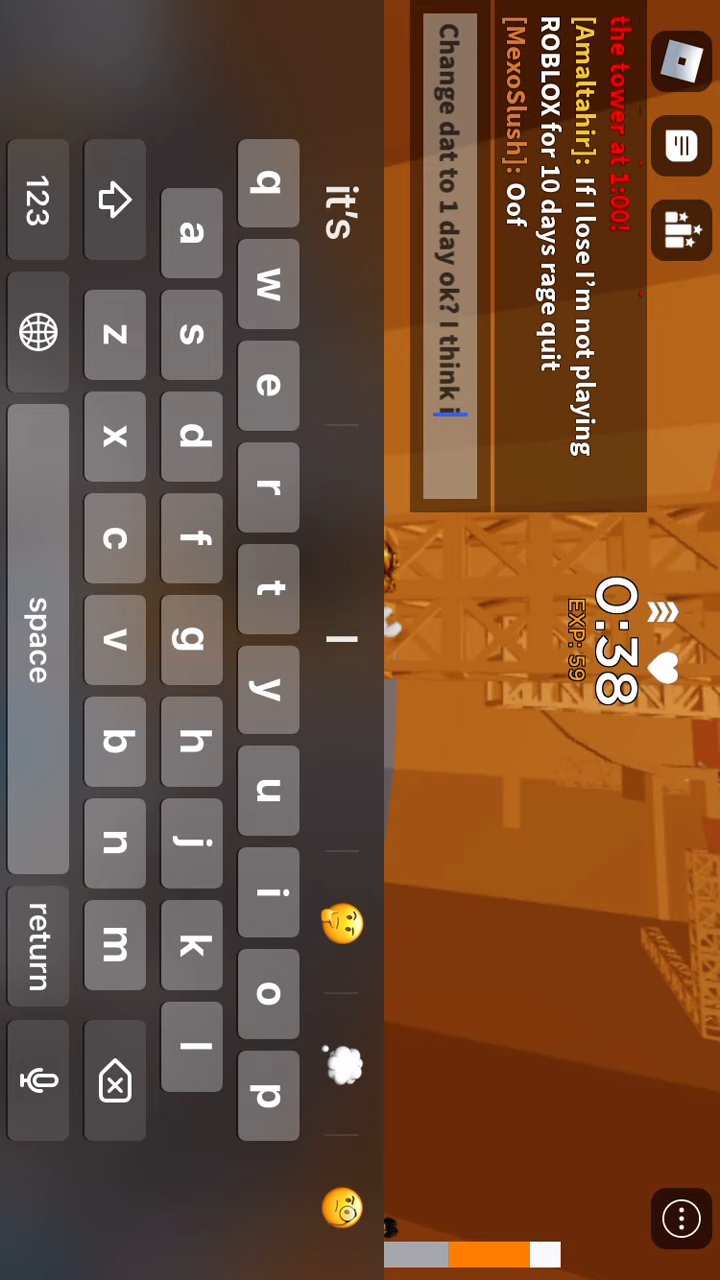 the tower at 1:00!
[Amaltahir]: If I lose I'm not playing
ROBLOX for 10 days rage quit
[MexoSlush]: Oof
Change dat to 1 day ok? I think i
0:38
EXP: 59
it's
I
q w e r t y u i o p
a s d f g h j k l
z x c v b n m
123
space
return